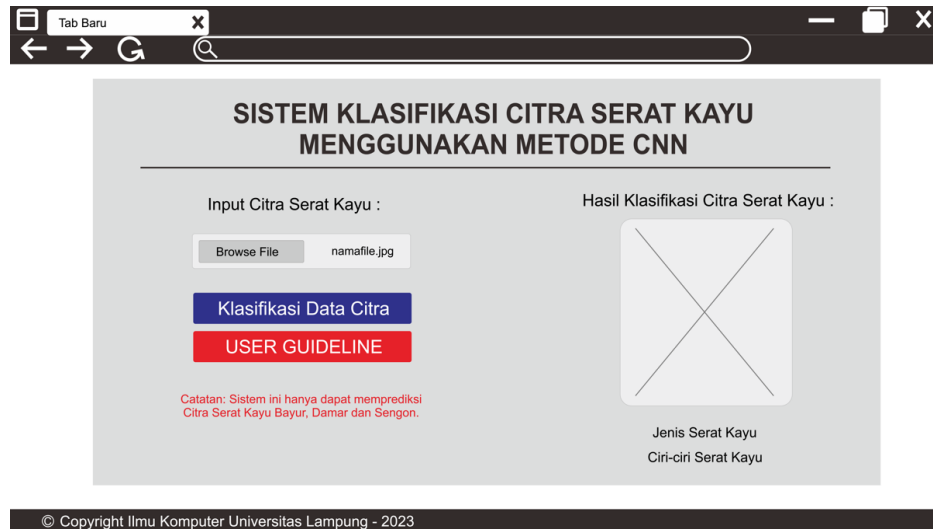 Tab Baru
SISTEM KLASIFIKASI CITRA SERAT KAYU
MENGGUNAKAN METODE CNN
Input Citra Serat Kayu :
Browse File namafile.jpg
Klasifikasi Data Citra
USER GUIDELINE
Catatan: Sistem ini hanya dapat memprediksi
Citra Serat Kayu Bayur, Damar dan Sengon.
Hasil Klasifikasi Citra Serat Kayu :
Jenis Serat Kayu
Ciri-ciri Serat Kayu
© Copyright Ilmu Komputer Universitas Lampung - 2023